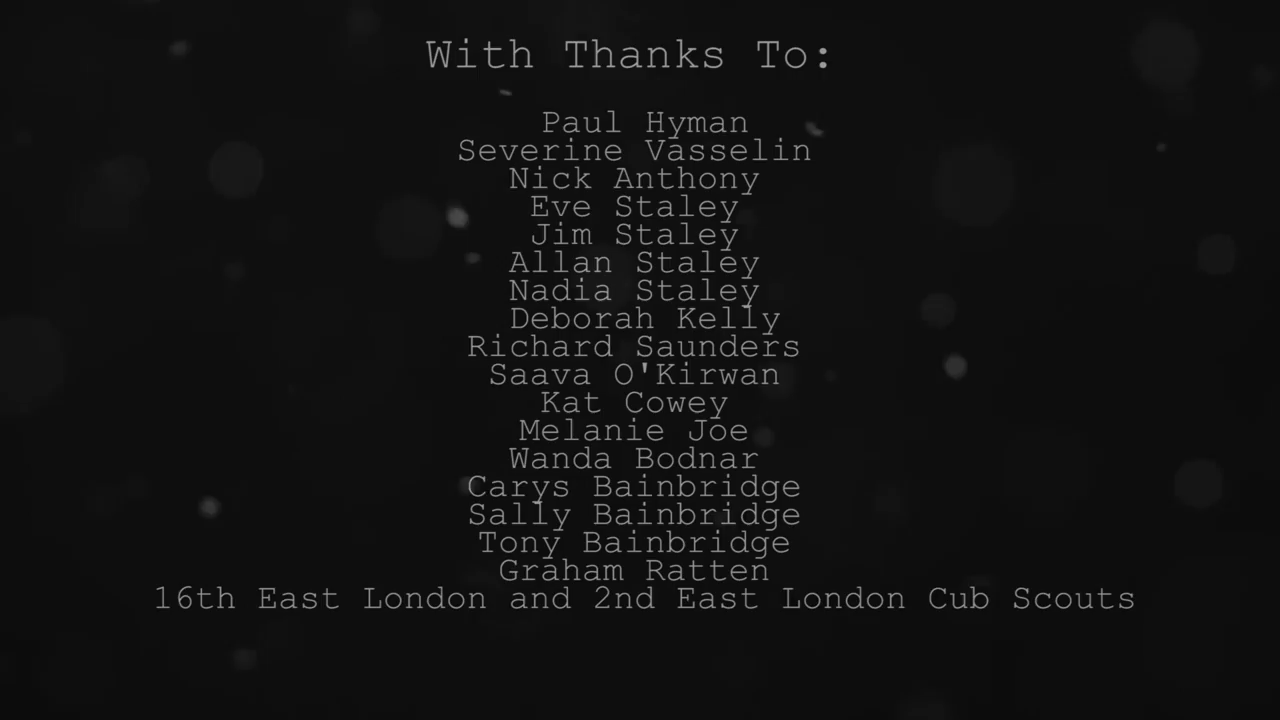 With Thanks To:
Paul Hyman
Severine Vasselin
Nick Anthony
Eve Staley
Jim Staley
Allan Staley
Nadia Staley
Deborah Kelly
Richard Saunders
Saava O'Kirwan
Kat Cowey
Melanie Joe
Wanda Bodnar
Carys Bainbridge
Sally Bainbridge
Tony Bainbridge
Graham Ratten
16th East London and 2nd East London Cub Scouts